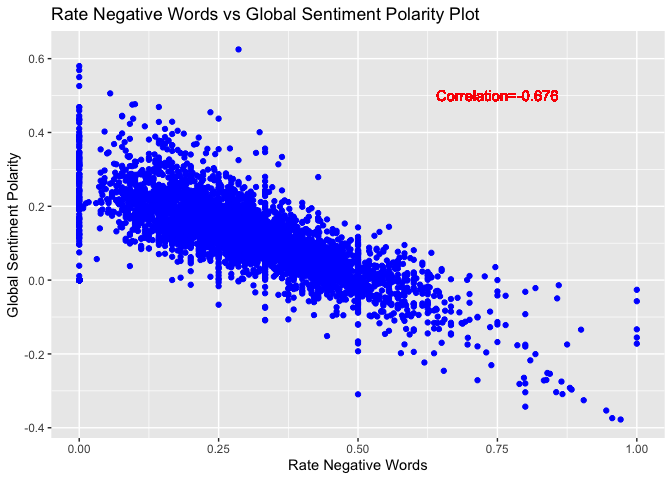 Rate Negative Words vs Global Sentiment Polarity Plot
Correlation=-0.676
Global Sentiment Polarity
0.6
0.4
0.2
0.0
-0.2
-0.4
0.00 0.25 0.50 0.75 1.00
Rate Negative Words